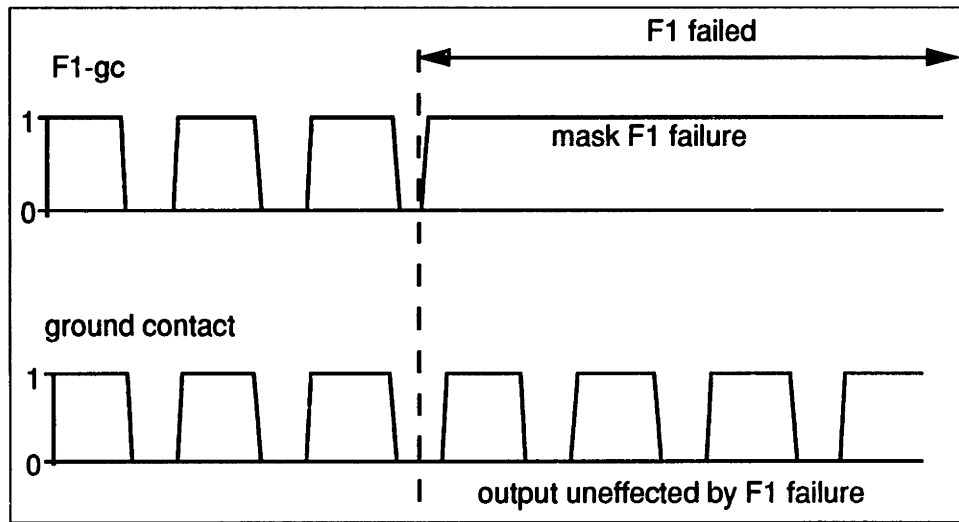 F1 failed
F1-gc
1
mask F1 failure
0
ground contact
1
0
output uneffected by F1 failure